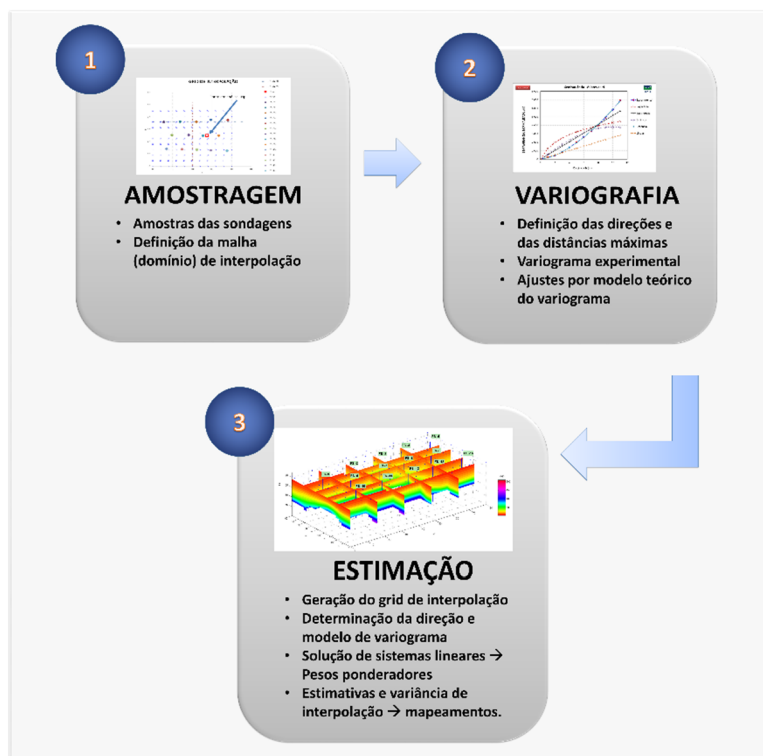 1
AMOSTRAGEM
• Amostras das sondagens
• Definição da malha
(domínio) de interpolação
2
VARIOGRAFIA
• Definição das direções e
das distâncias máximas
• Variograma experimental
• Ajustes por modelo teórico
do variograma
3
ESTIMAÇÃO
• Geração do grid de interpolação
• Determinação da direção e
modelo de variograma
• Solução de sistemas lineares →
Pesos ponderadores
• Estimativas e variância de
interpolação → mapeamentos.